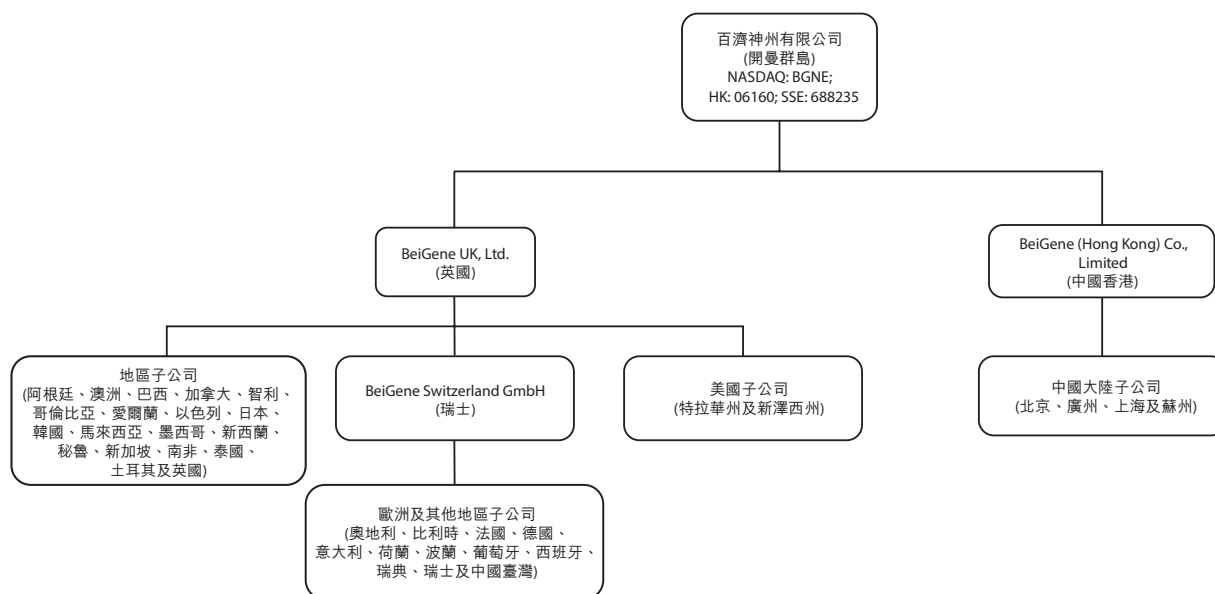 百濟神州有限公司
(開曼群島)
NASDAQ: BGNE;
HK: 06160; SSE: 688235
BeiGene UK, Ltd.
(英國)
BeiGene (Hong Kong) Co.,
Limited
(中國香港)
地區子公司
(阿根廷、澳洲、巴西、加拿大、智利、
哥倫比亞、愛爾蘭、以色列、日本、
韓國、馬來西亞、墨西哥、新西蘭、
秘魯、新加坡、南非、泰國、
土耳其及英國)
BeiGene Switzerland GmbH
(瑞士)
美國子公司
(特拉華州及新澤西州)
中國大陸子公司
(北京、廣州、上海及蘇州)
歐洲及其他地區子公司
(奧地利、比利時、法國、德國、
意大利、荷蘭、波蘭、葡萄牙、西班牙、
瑞典、瑞士及中國臺灣)